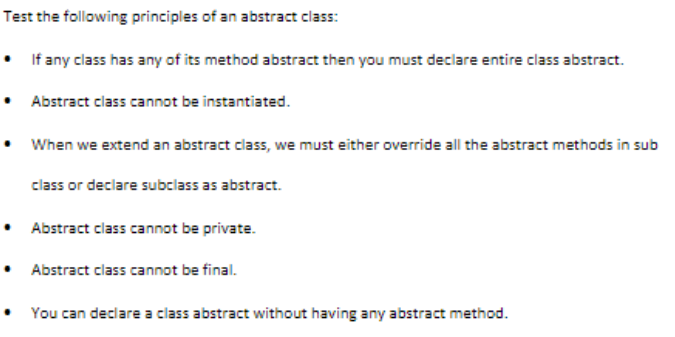 Test the following principles of an abstract class:
• If any class has any of its method abstract then you must declare entire class abstract.
• Abstract class cannot be instantiated.
• When we extend an abstract class, we must either override all the abstract methods in sub
class or declare subclass as abstract.
• Abstract class cannot be private.
• Abstract class cannot be final.
• You can declare a class abstract without having any abstract method.